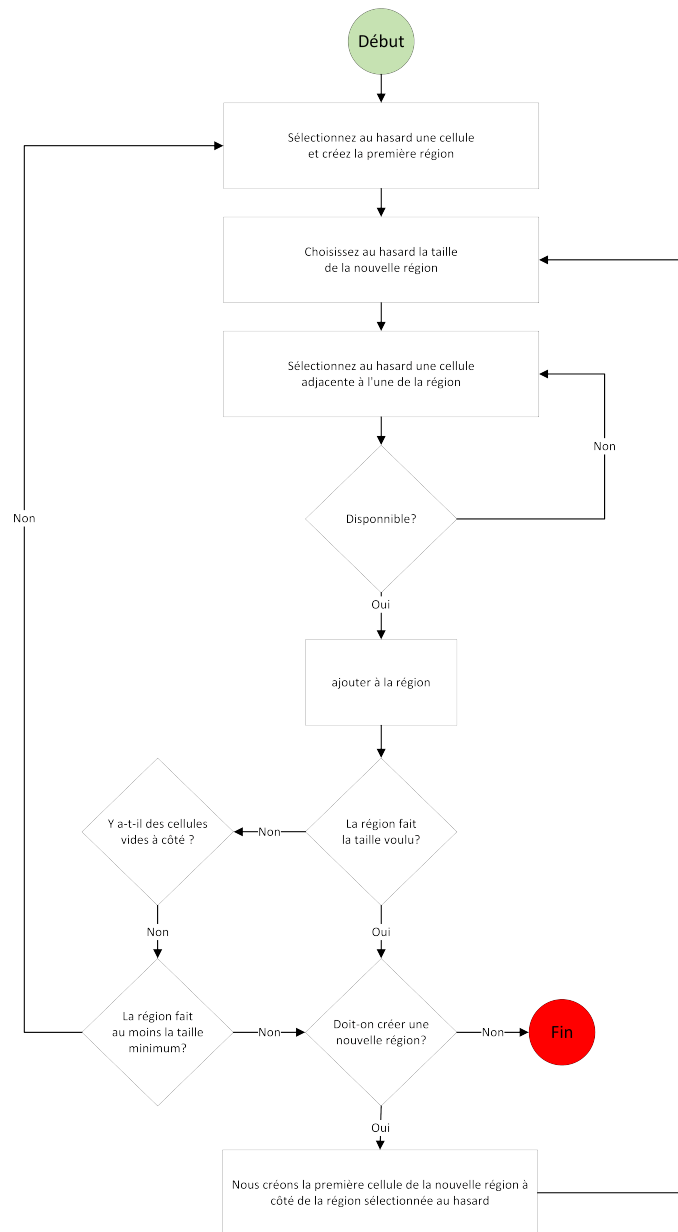 Début
Sélectionnez au hasard une cellule
et créez la première région
Choisissez au hasard la taille
de la nouvelle région
Sélectionnez au hasard une cellule
adjacente à l'une de la région
Non
Disponnible?
Non
Oui
ajouter à la région
Y a-t-il des cellules
vides à côté ?
Non
La région fait
la taille voulu?
Non
Oui
La région fait
au moins la taille
minimum?
Non
Doit-on créer une
nouvelle région?
Non
Fin
Oui
Nous créons la première cellule de la nouvelle région à
côté de la région sélectionnée au hasard